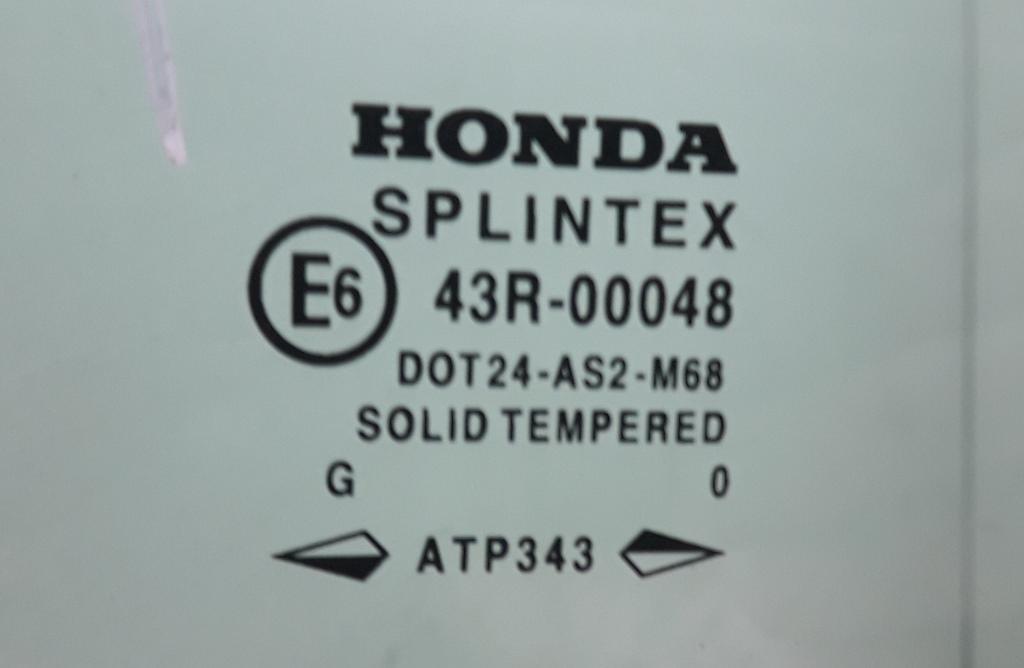 HONDA
SPLINTEX
E6 43R-00048
DOT24-AS2-M68
SOLID TEMPERED
G 0
ATP343